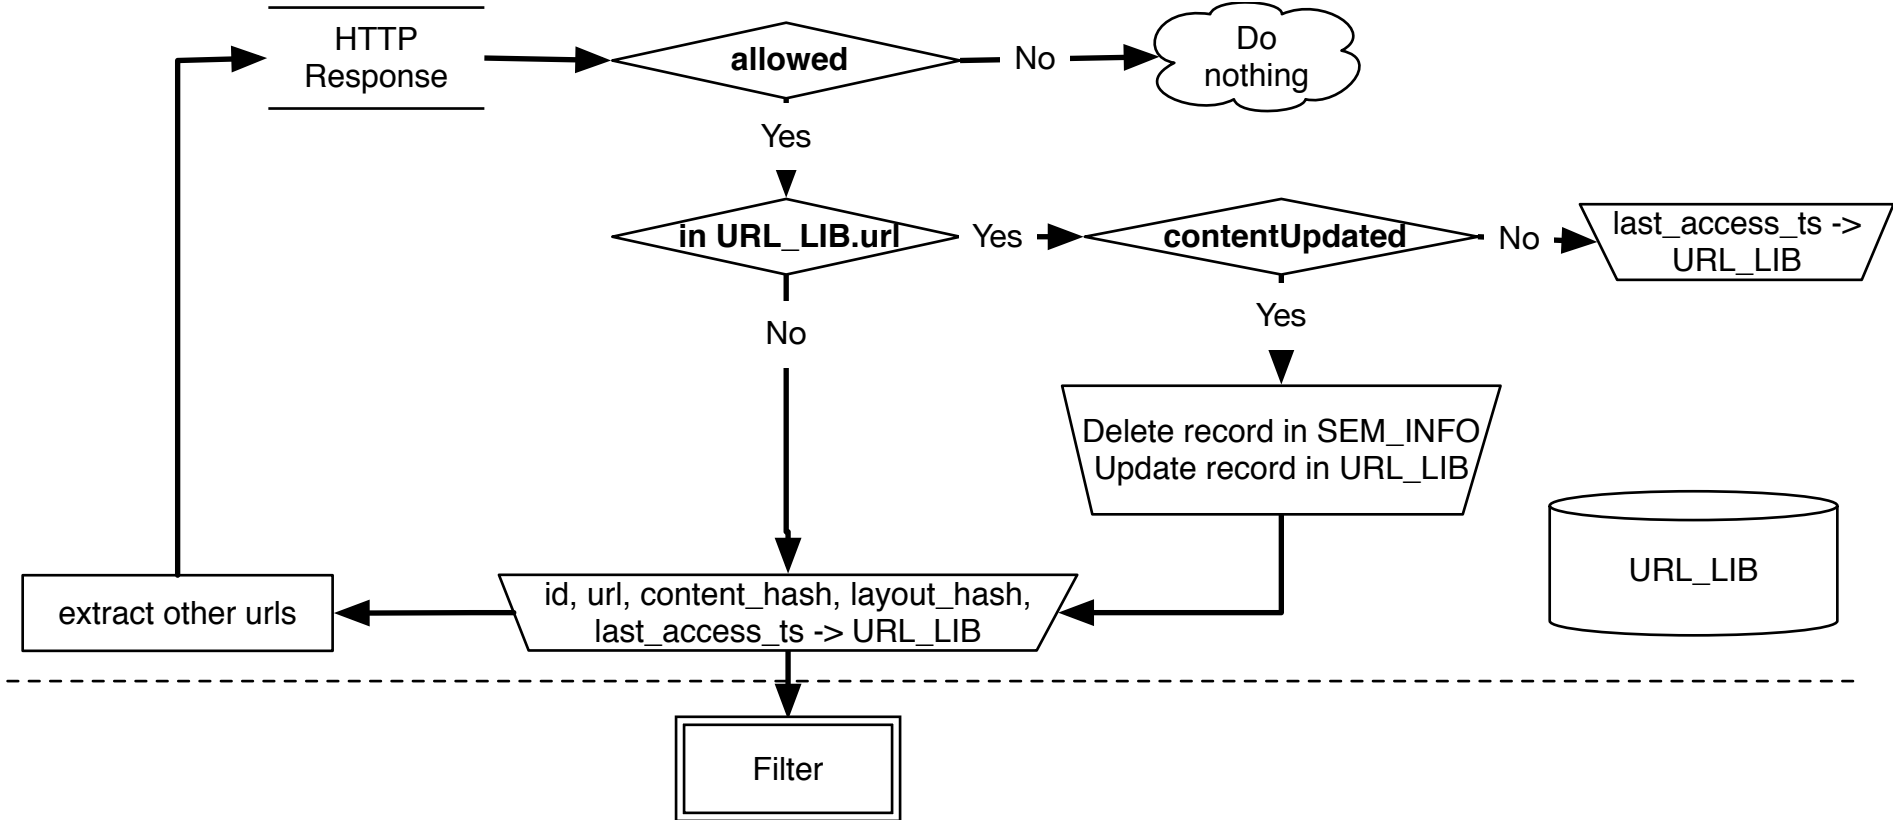 HTTP
Response
allowed
No
Do
nothing
Yes
in URL_LIB.url
Yes
contentUpdated
No
last_access_ts ->
URL_LIB
No
Yes
Delete record in SEM_INFO
Update record in URL_LIB
URL_LIB
extract other urls
id, url, content_hash, layout_hash,
last_access_ts -> URL_LIB
Filter